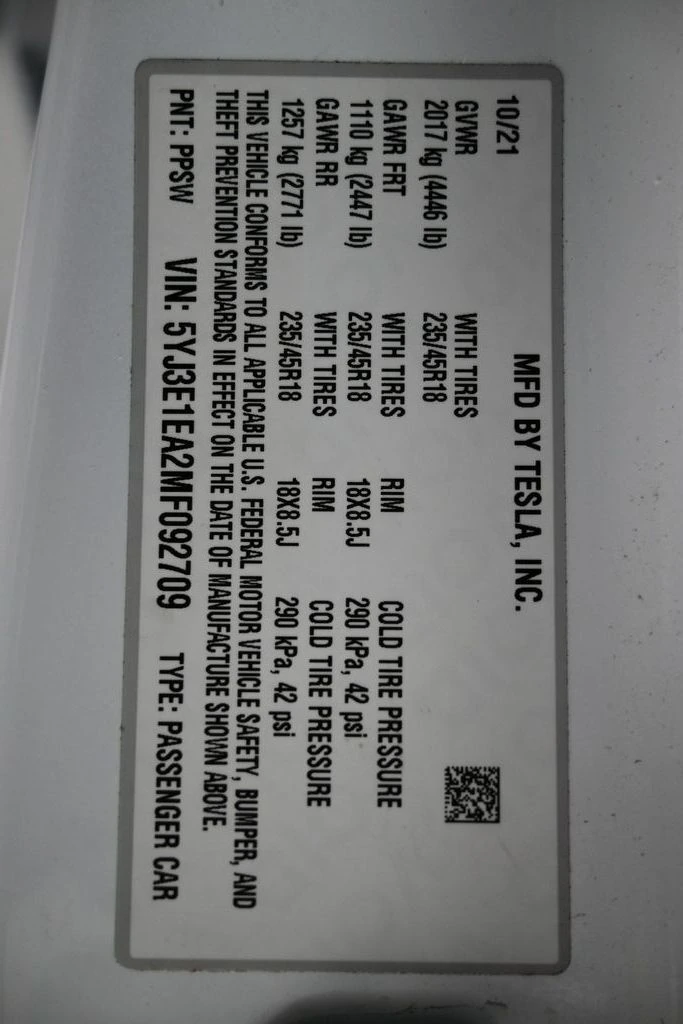 MFD BY TESLA, INC.
10/21
GVWR WITH TIRES
2017 kg (4446 lb) 235/45R18
GAWR FRT WITH TIRES RIM COLD TIRE PRESSURE
1110 kg (2447 lb) 235/45R18 18X8.5J 290 kPa, 42 psi
GAWR RR WITH TIRES RIM COLD TIRE PRESSURE
1257 kg (2771 lb) 235/45R18 18X8.5J 290 kPa, 42 psi
THIS VEHICLE CONFORMS TO ALL APPLICABLE U.S. FEDERAL MOTOR VEHICLE SAFETY, BUMPER, AND
THEFT PREVENTION STANDARDS IN EFFECT ON THE DATE OF MANUFACTURE SHOWN ABOVE.
PNT: PPSW VIN: 5YJ3E1EA2MF092709 TYPE: PASSENGER CAR